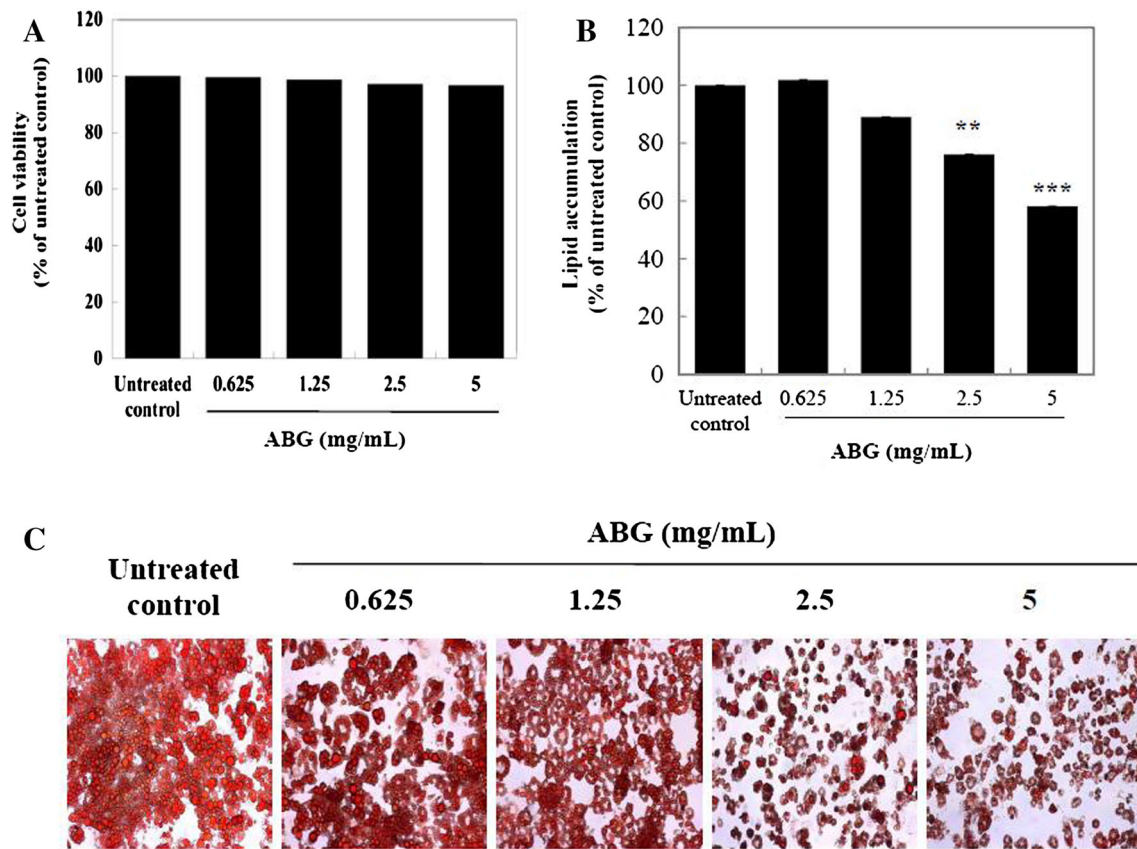 A
Cell viability
(% of untreated control)
120
100
80
60
40
20
0
Untreated
control
0.625
1.25
2.5
5
ABG (mg/mL)
B
Lipid accumulation
(% of untreated control)
120
100
80
60
40
20
0
**
***
Untreated
control
0.625
1.25
2.5
5
ABG (mg/mL)
C
ABG (mg/mL)
Untreated
control
0.625
1.25
2.5
5